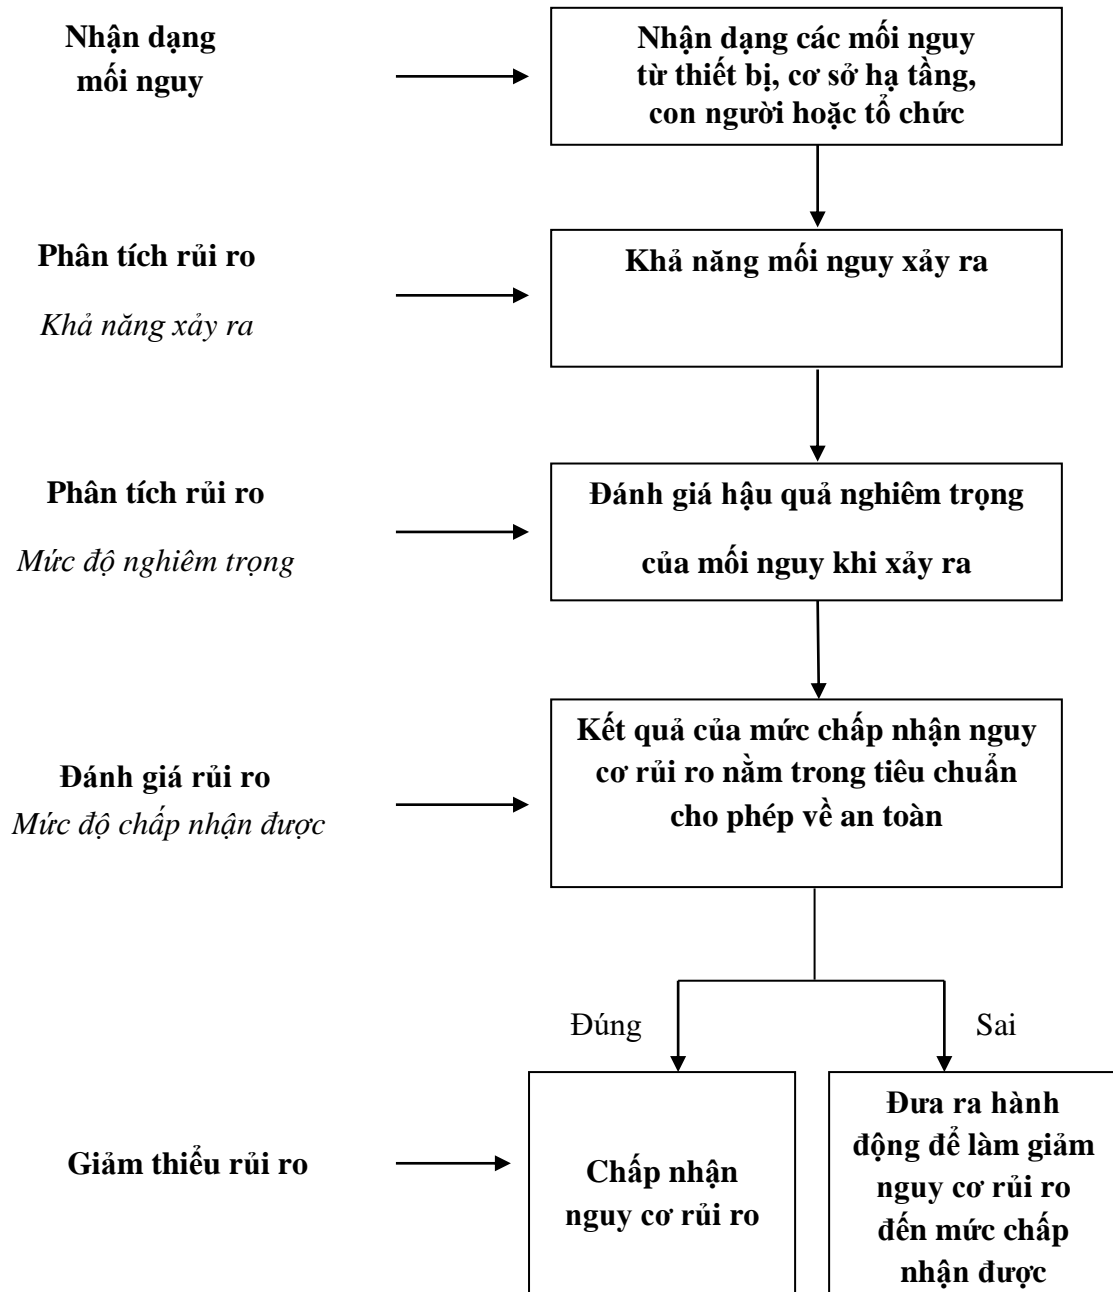 Nhận dạng
mối nguy
Nhận dạng các mối nguy
từ thiết bị, cơ sở hạ tầng,
con người hoặc tổ chức
Phân tích rủi ro
Khả năng xảy ra
Khả năng mối nguy xảy ra
Phân tích rủi ro
Mức độ nghiêm trọng
Đánh giá hậu quả nghiêm trọng
của mối nguy khi xảy ra
Đánh giá rủi ro
Mức độ chấp nhận được
Kết quả của mức chấp nhận nguy
cơ rủi ro nằm trong tiêu chuẩn
cho phép về an toàn
Đúng
Sai
Giảm thiểu rủi ro
Chấp nhận
nguy cơ rủi ro
Đưa ra hành
động để làm giảm
nguy cơ rủi ro
đến mức chấp
nhận được